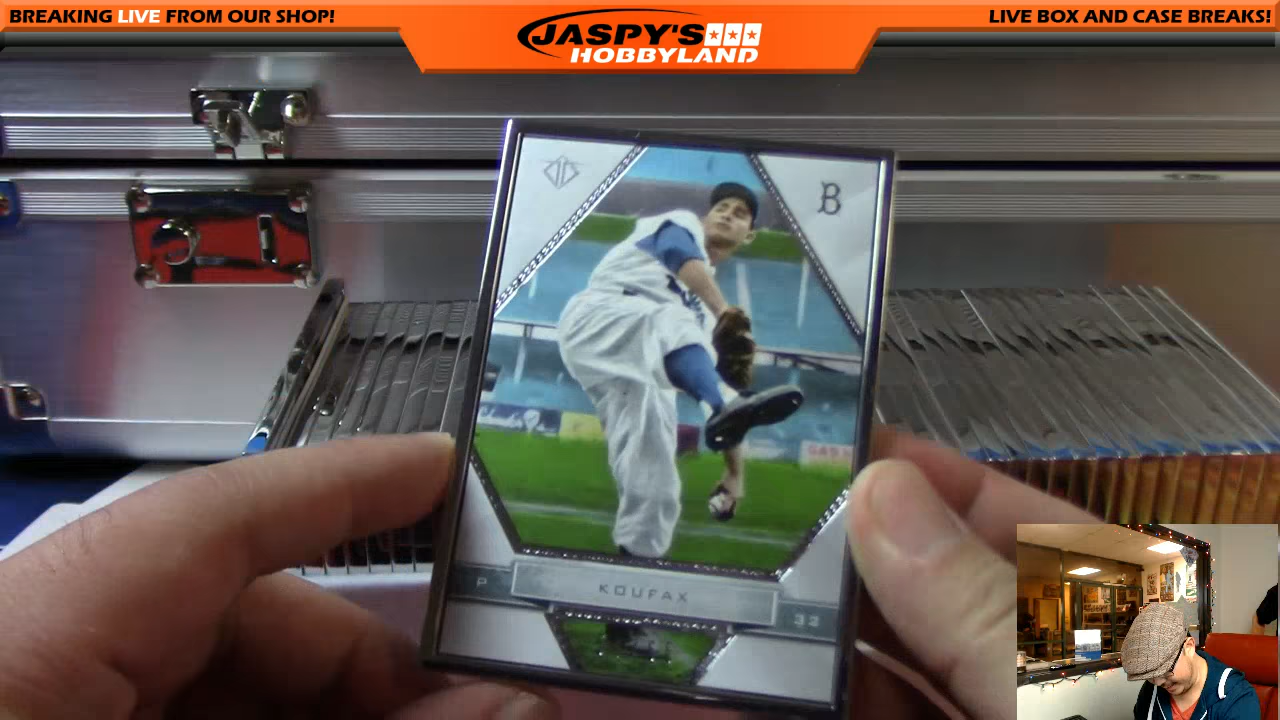 BREAKING LIVE FROM OUR SHOP!
JASPY'S
HOBBYLAND
LIVE BOX AND CASE BREAKS!
B
P
KOUFAX
32